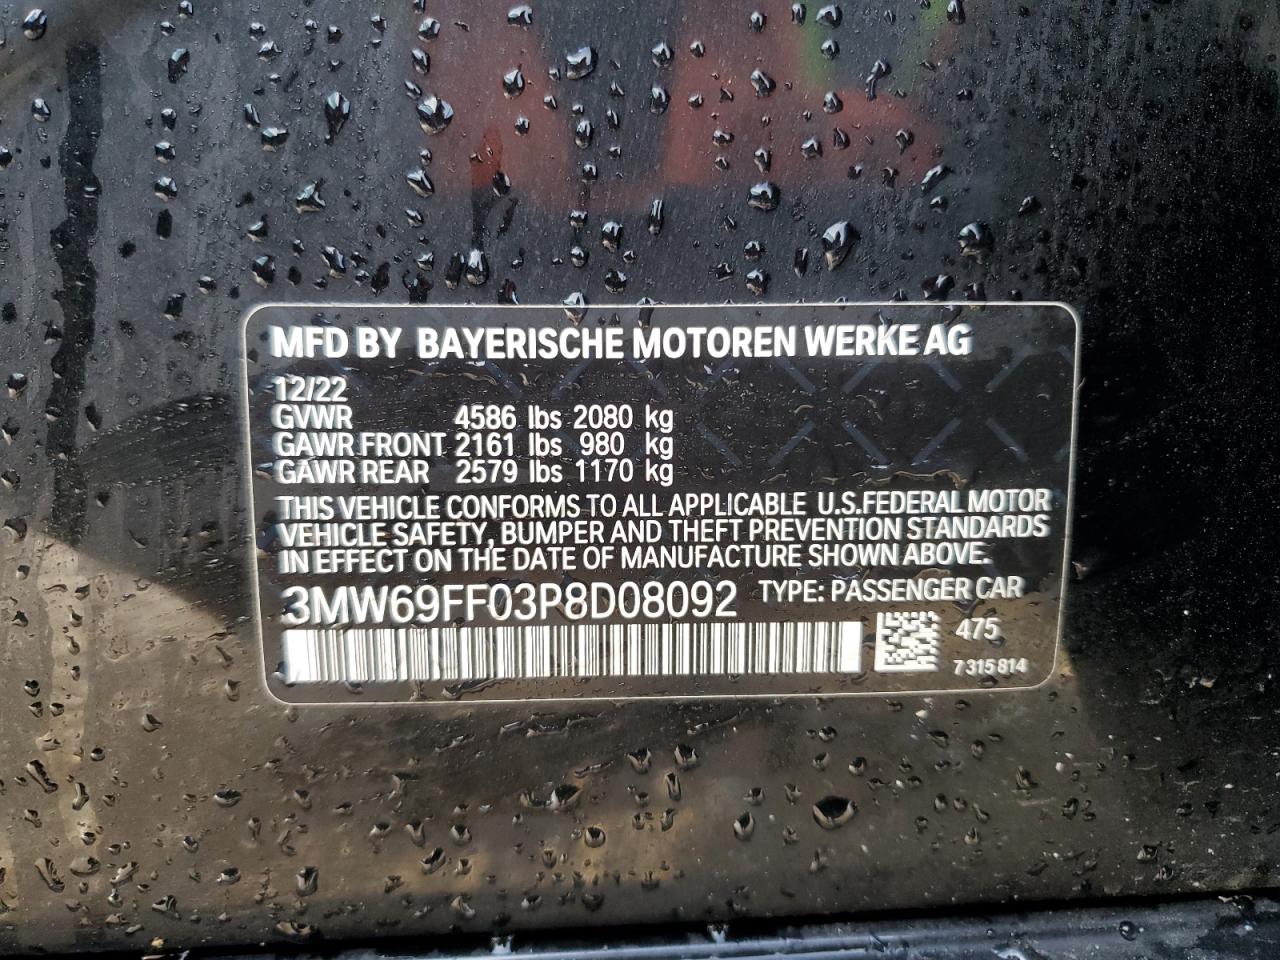 MFD BY BAYERISCHE MOTOREN WERKE AG
12/22
GVWR 4586 lbs 2080 kg
GAWR FRONT 2161 lbs 980 kg
GAWR REAR 2579 lbs 1170 kg
THIS VEHICLE CONFORMS TO ALL APPLICABLE U.S.FEDERAL MOTOR
VEHICLE SAFETY, BUMPER AND THEFT PREVENTION STANDARDS
IN EFFECT ON THE DATE OF MANUFACTURE SHOWN ABOVE.
3MW69FF03P8D08092 TYPE: PASSENGER CAR
475
7315814